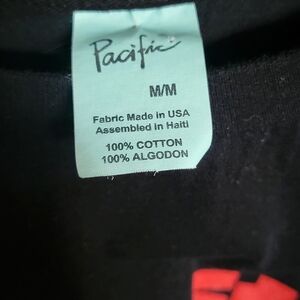 Pacific
M/M
Fabric Made in USA
Assembled in Haiti
100% COTTON
100% ALGODON